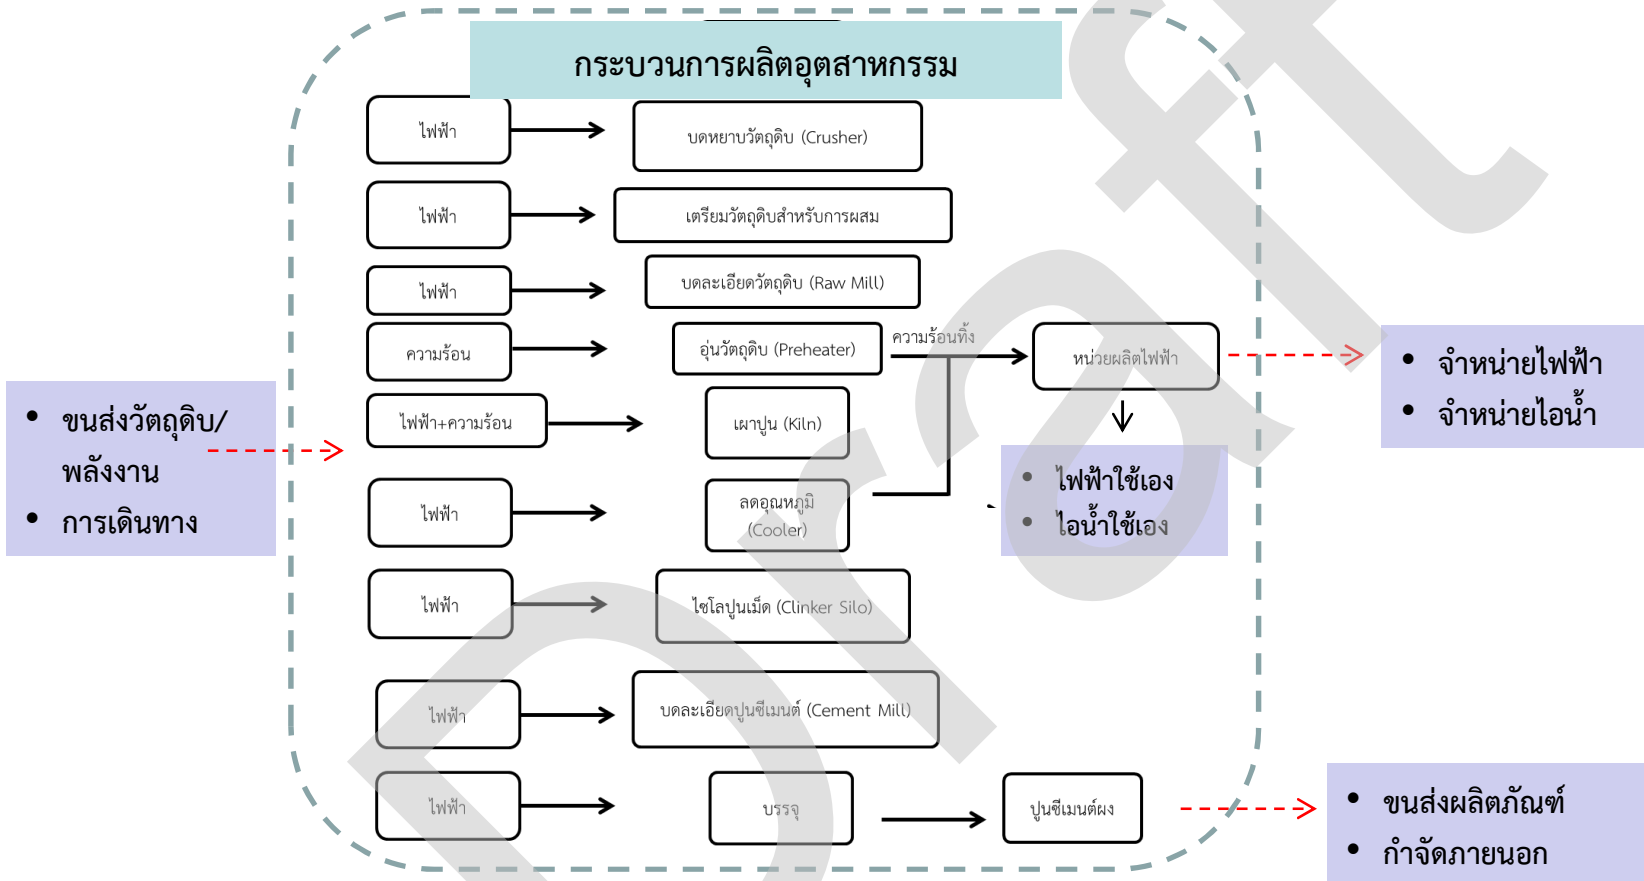 กระบวนการผลิตอุตสาหกรรม
ไฟฟ้า
บดหยาบวัตถุดิบ (Crusher)
ไฟฟ้า
เตรียมวัตถุดิบสำหรับการผสม
ไฟฟ้า
บดละเอียดวัตถุดิบ (Raw Mill)
ความร้อน
อุ่นวัตถุดิบ (Preheater)
ความร้อนทิ้ง
หน่วยผลิตไฟฟ้า
• จำหน่ายไฟฟ้า
• จำหน่ายไอน้ำ
• ขนส่งวัตถุดิบ/
พลังงาน
• การเดินทาง
ไฟฟ้า+ความร้อน
เผาปูน (Kiln)
• ไฟฟ้าใช้เอง
• ไอน้ำใช้เอง
ไฟฟ้า
ลดอุณหภูมิ
(Cooler)
ไฟฟ้า
ไซโลปูนเม็ด (Clinker Silo)
ไฟฟ้า
บดละเอียดปูนซีเมนต์ (Cement Mill)
ไฟฟ้า
บรรจุ
ปูนซีเมนต์ผง
• ขนส่งผลิตภัณฑ์
• กำจัดภายนอก
Draft